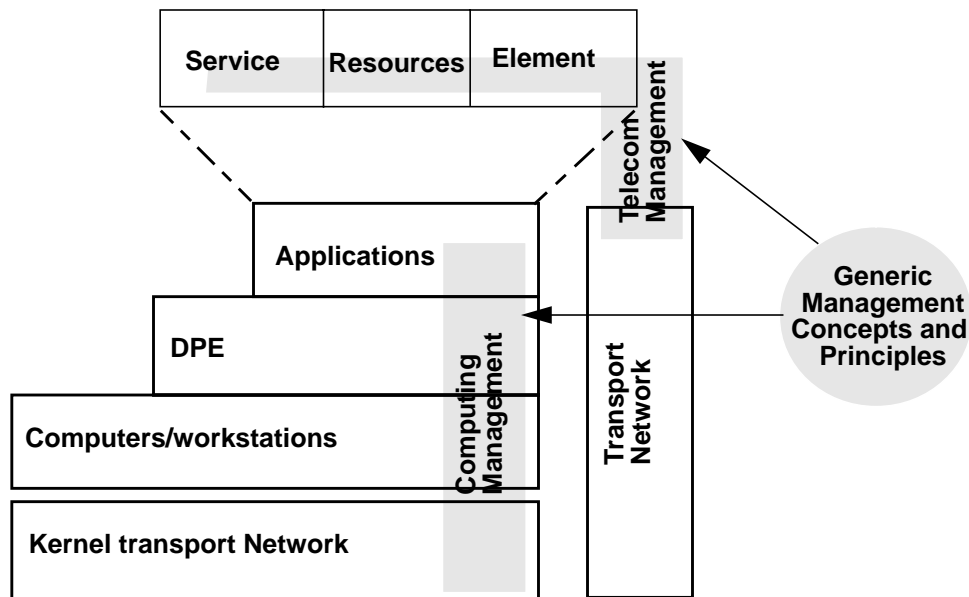 Service
Resources
Element
Telecom
Management
Applications
Generic
Management
Concepts and
Principles
DPE
Computing
Management
Transport
Network
Computers/workstations
Kernel transport Network